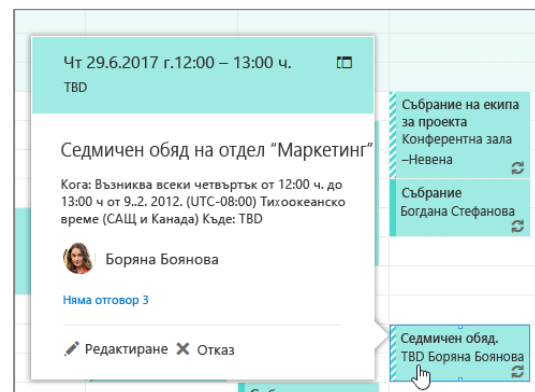 Чт 29.6.2017 г.12:00 – 13:00 ч.
TBD
Седмичен обяд на отдел "Маркетинг"
Кога: Възниква всеки четвъртък от 12:00 ч. до
13:00 ч от 9..2. 2012. (UTC-08:00) Тихоокеанско
време (САЩ и Канада) Къде: TBD
Боряна Боянова
Няма отговор 3
Редактиране Отказ
Събрание на екипа
за проекта
Конферентна зала
–Невена
Събрание
Богдана Стефанова
Седмичен обяд.
TBD Боряна Боянова